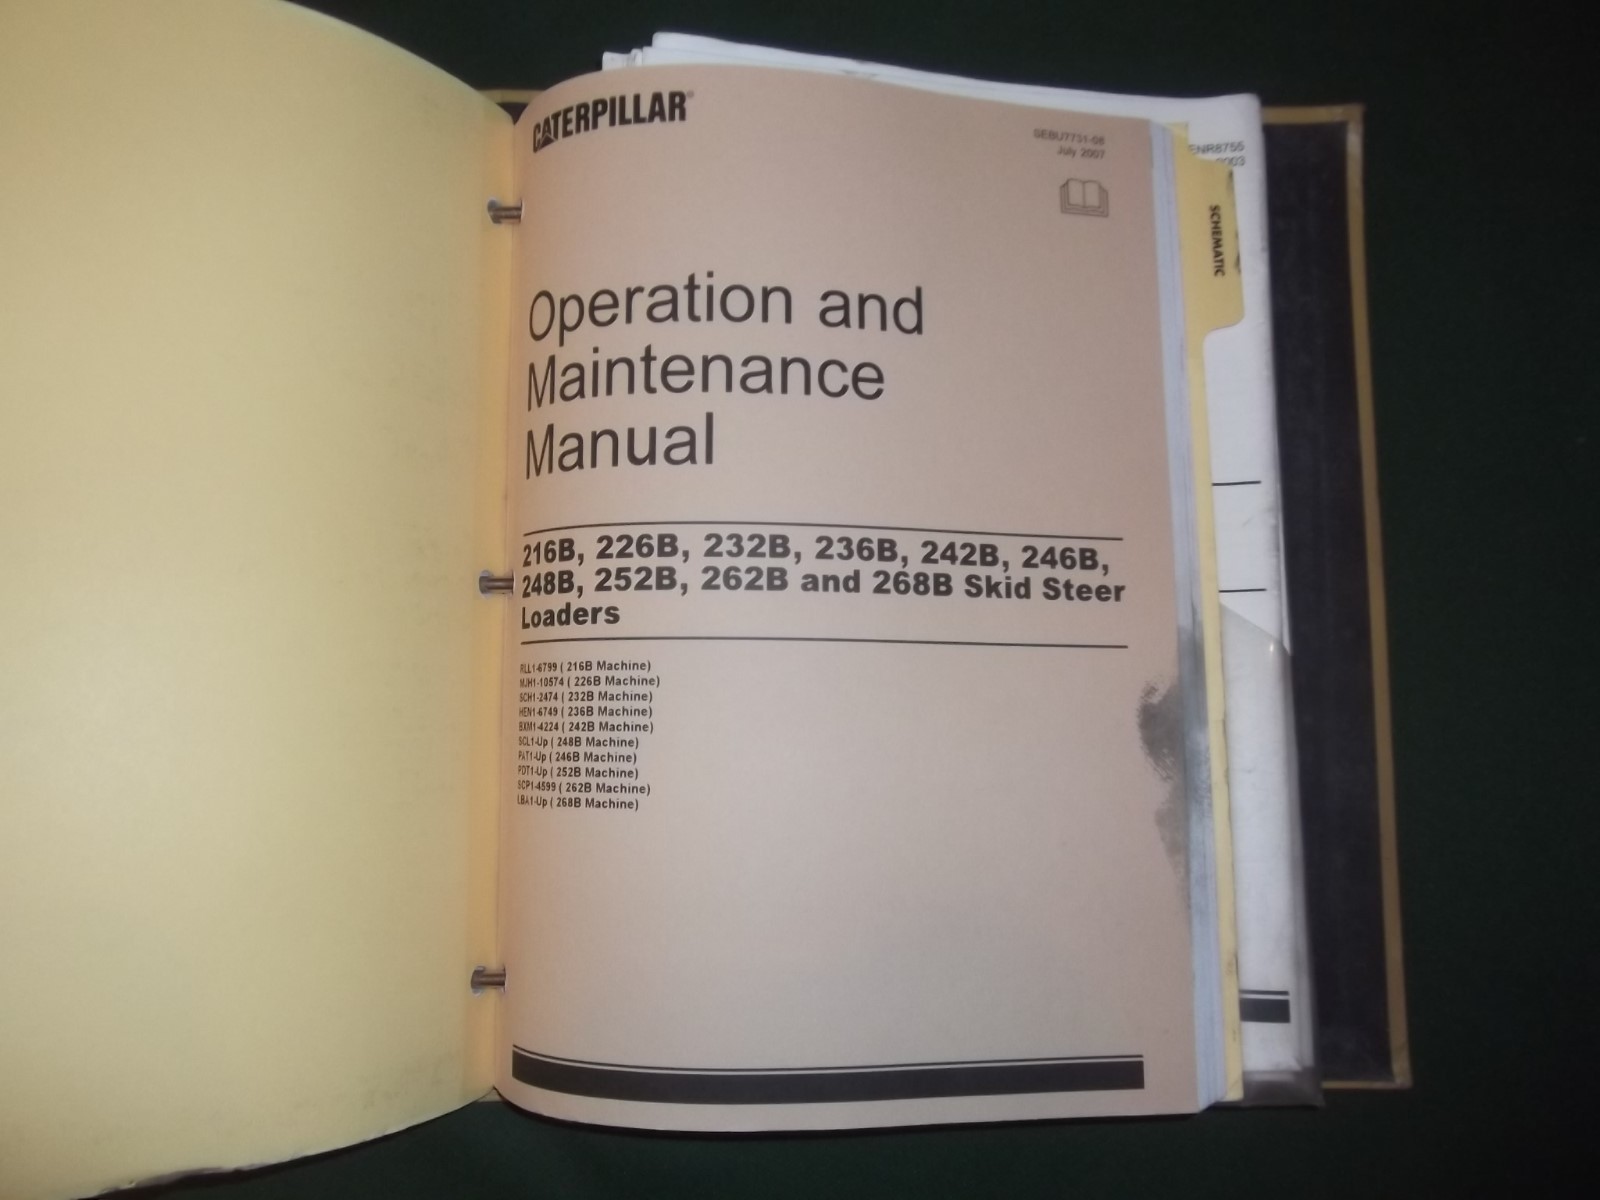 CATERPILLAR®
SEBU7731-08
July 2007
ENR8755
2003
SCHEMATIC
Operation and
Maintenance
Manual
216B, 226B, 232B, 236B, 242B, 246B,
248B, 252B, 262B and 268B Skid Steer
Loaders
RLL1-6799 ( 216B Machine)
MJH1-10574 ( 226B Machine)
SCH1-2474 ( 232B Machine)
HEN1-6749 ( 236B Machine)
BXM1-4224 ( 242B Machine)
SCL1-Up ( 248B Machine)
PAT1-Up ( 246B Machine)
PDT1-Up ( 252B Machine)
SCP1-4599 ( 262B Machine)
LBA1-Up ( 268B Machine)